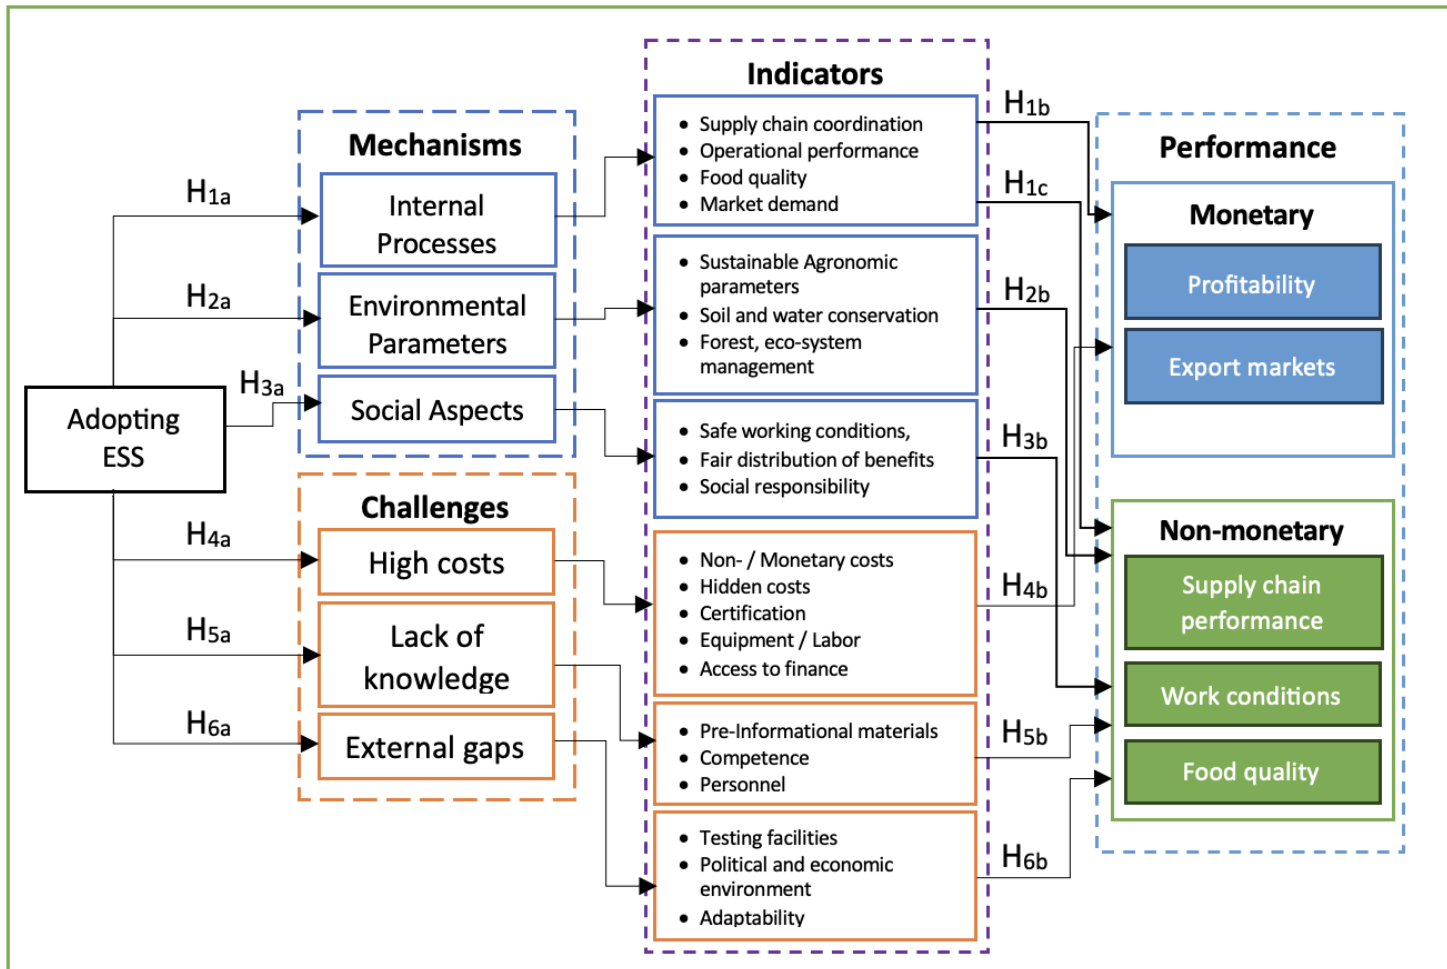 Adopting
ESS
H1a
H2a
H3a
H4a
H5a
H6a
Mechanisms
Internal
Processes
Environmental
Parameters
Social Aspects
Challenges
High costs
Lack of
knowledge
External gaps
Indicators
• Supply chain coordination
• Operational performance
• Food quality
• Market demand
• Sustainable Agronomic
parameters
• Soil and water conservation
• Forest, eco-system
management
• Safe working conditions,
• Fair distribution of benefits
• Social responsibility
• Non- / Monetary costs
• Hidden costs
• Certification
• Equipment / Labor
• Access to finance
• Pre-Informational materials
• Competence
• Personnel
• Testing facilities
• Political and economic
environment
• Adaptability
H1b
H1c
H2b
H3b
H4b
H5b
H6b
Performance
Monetary
Profitability
Export markets
Non-monetary
Supply chain
performance
Work conditions
Food quality